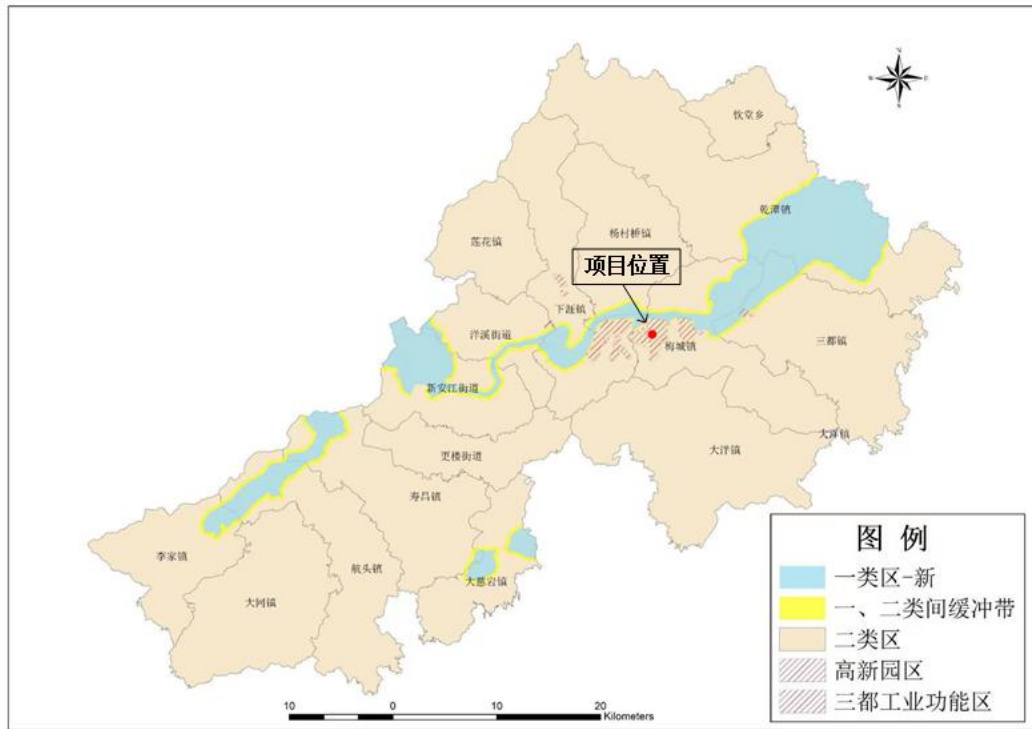 N
钦堂乡
乾潭镇
杨村桥镇
莲花镇
项目位置
下涯镇
洋溪街道
梅城镇
三都镇
新安江街道
大洋镇
大洋镇
更楼街道
寿昌镇
李家镇
航头镇
大慈岩镇
大同镇
图 例
一类区-新
一、二类间缓冲带
二类区
高新园区
三都工业功能区
10 0 10 20
Kilometers